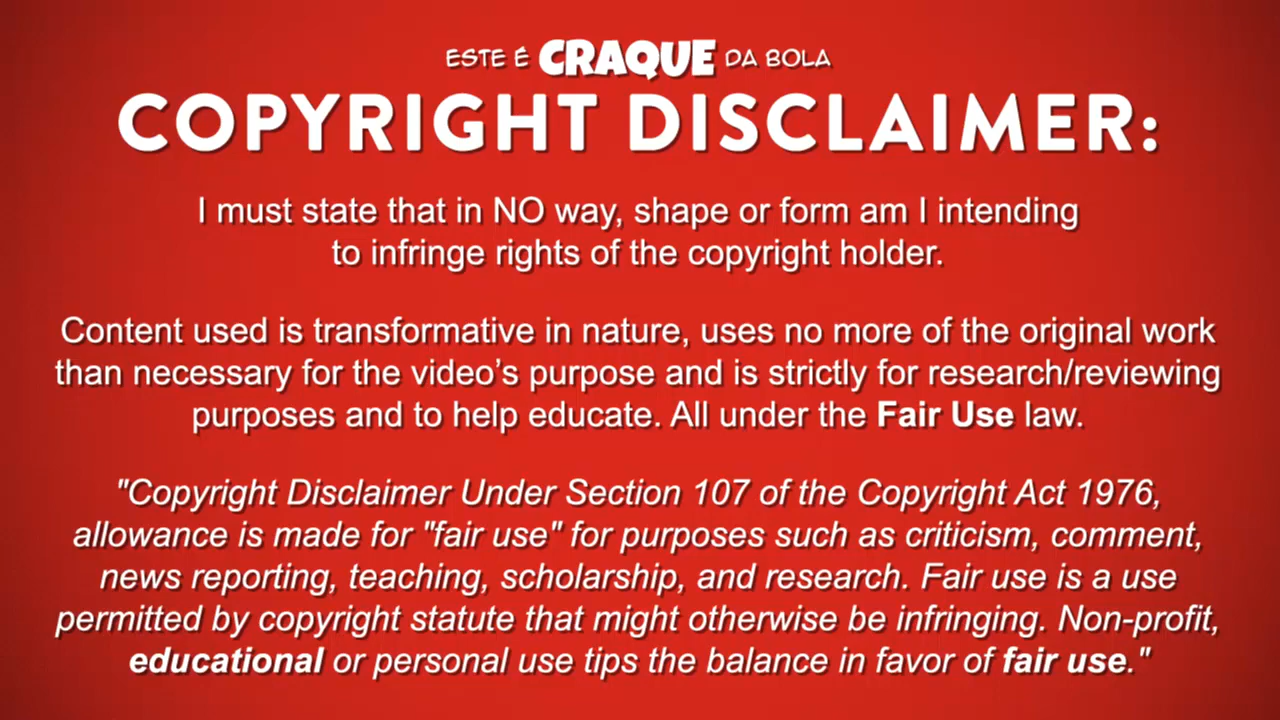 ESTE É CRAQUE DA BOLA
COPYRIGHT DISCLAIMER:
I must state that in NO way, shape or form am I intending
to infringe rights of the copyright holder.
Content used is transformative in nature, uses no more of the original work
than necessary for the video’s purpose and is strictly for research/reviewing
purposes and to help educate. All under the Fair Use law.
"Copyright Disclaimer Under Section 107 of the Copyright Act 1976,
allowance is made for "fair use" for purposes such as criticism, comment,
news reporting, teaching, scholarship, and research. Fair use is a use
permitted by copyright statute that might otherwise be infringing. Non-profit,
educational or personal use tips the balance in favor of fair use."